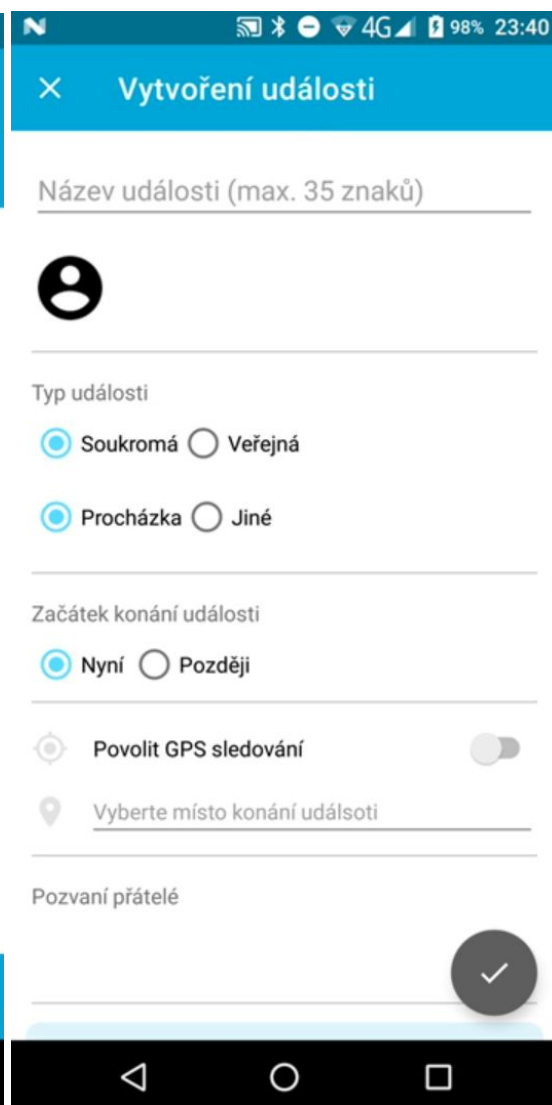 4G 98% 23:40
Vytvoření události
Název události (max. 35 znaků)
Typ události
Soukromá Veřejná
Procházka Jiné
Začátek konání události
Nyní Později
Povolit GPS sledování
Vyberte místo konání událsoti
Pozvaní přátelé